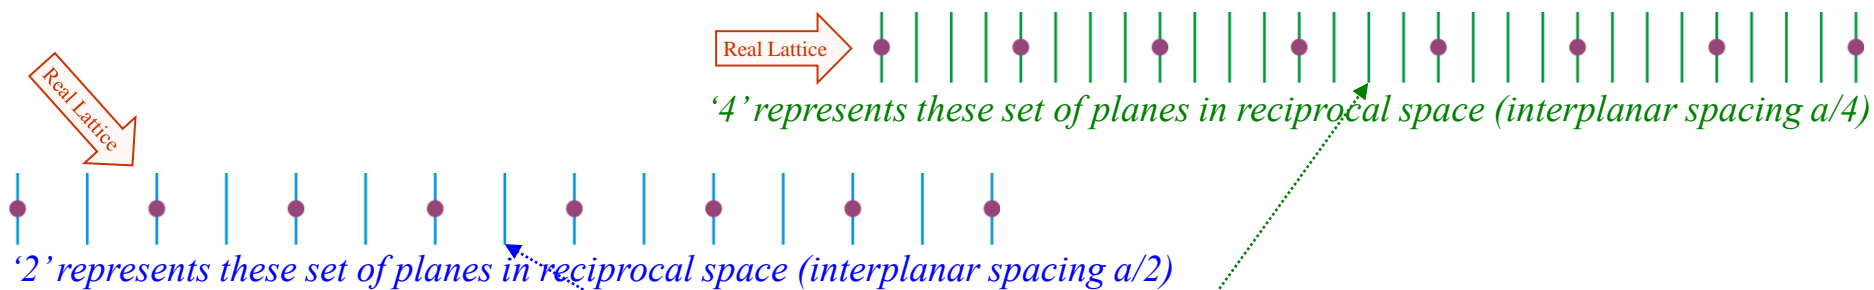 Real Lattice
‘4’ represents these set of planes in reciprocal space (interplanar spacing a/4)
Real Lattice
‘2’ represents these set of planes in reciprocal space (interplanar spacing a/2)